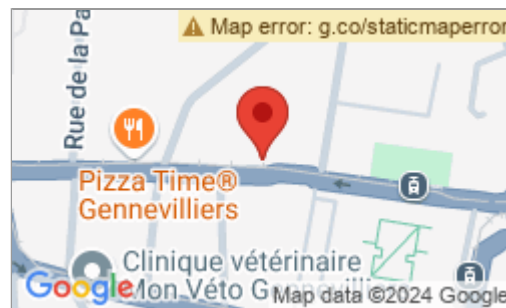 Map error: g.co/staticmaperror
Rue de la Pa
Pizza Time®
Gennevilliers
Clinique vétérinaire
Mon Véto Gennevilli
Google
Map data ©2024 Google